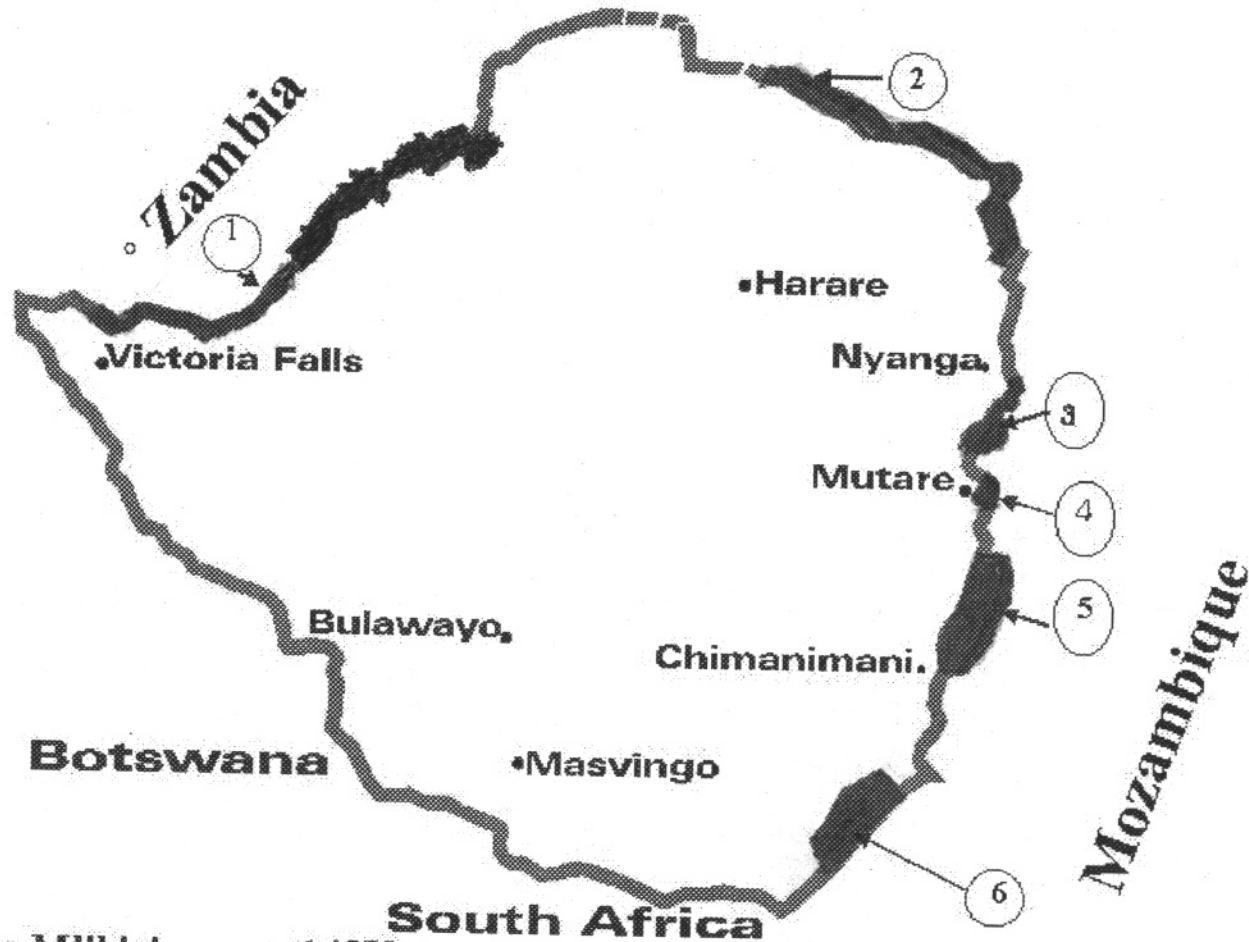 2
Zambia
1
Harare
Victoria Falls
Nyanga
3
Mutare
4
5
Bulawayo
Chimanimani
Mozambique
Botswana
Masvingo
6
South Africa